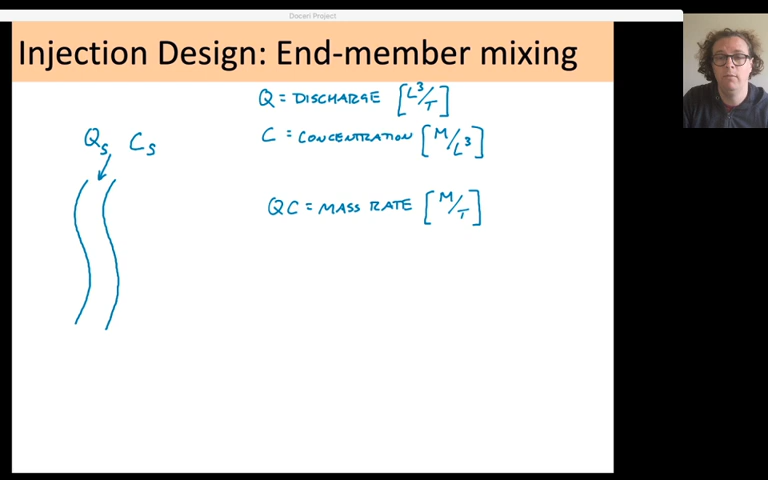 Doceri Project
Injection Design: End-member mixing
Q = DISCHARGE [L³/T]
C = CONCENTRATION [M/L³]
Qs Cs
QC = MASS RATE [M/T]